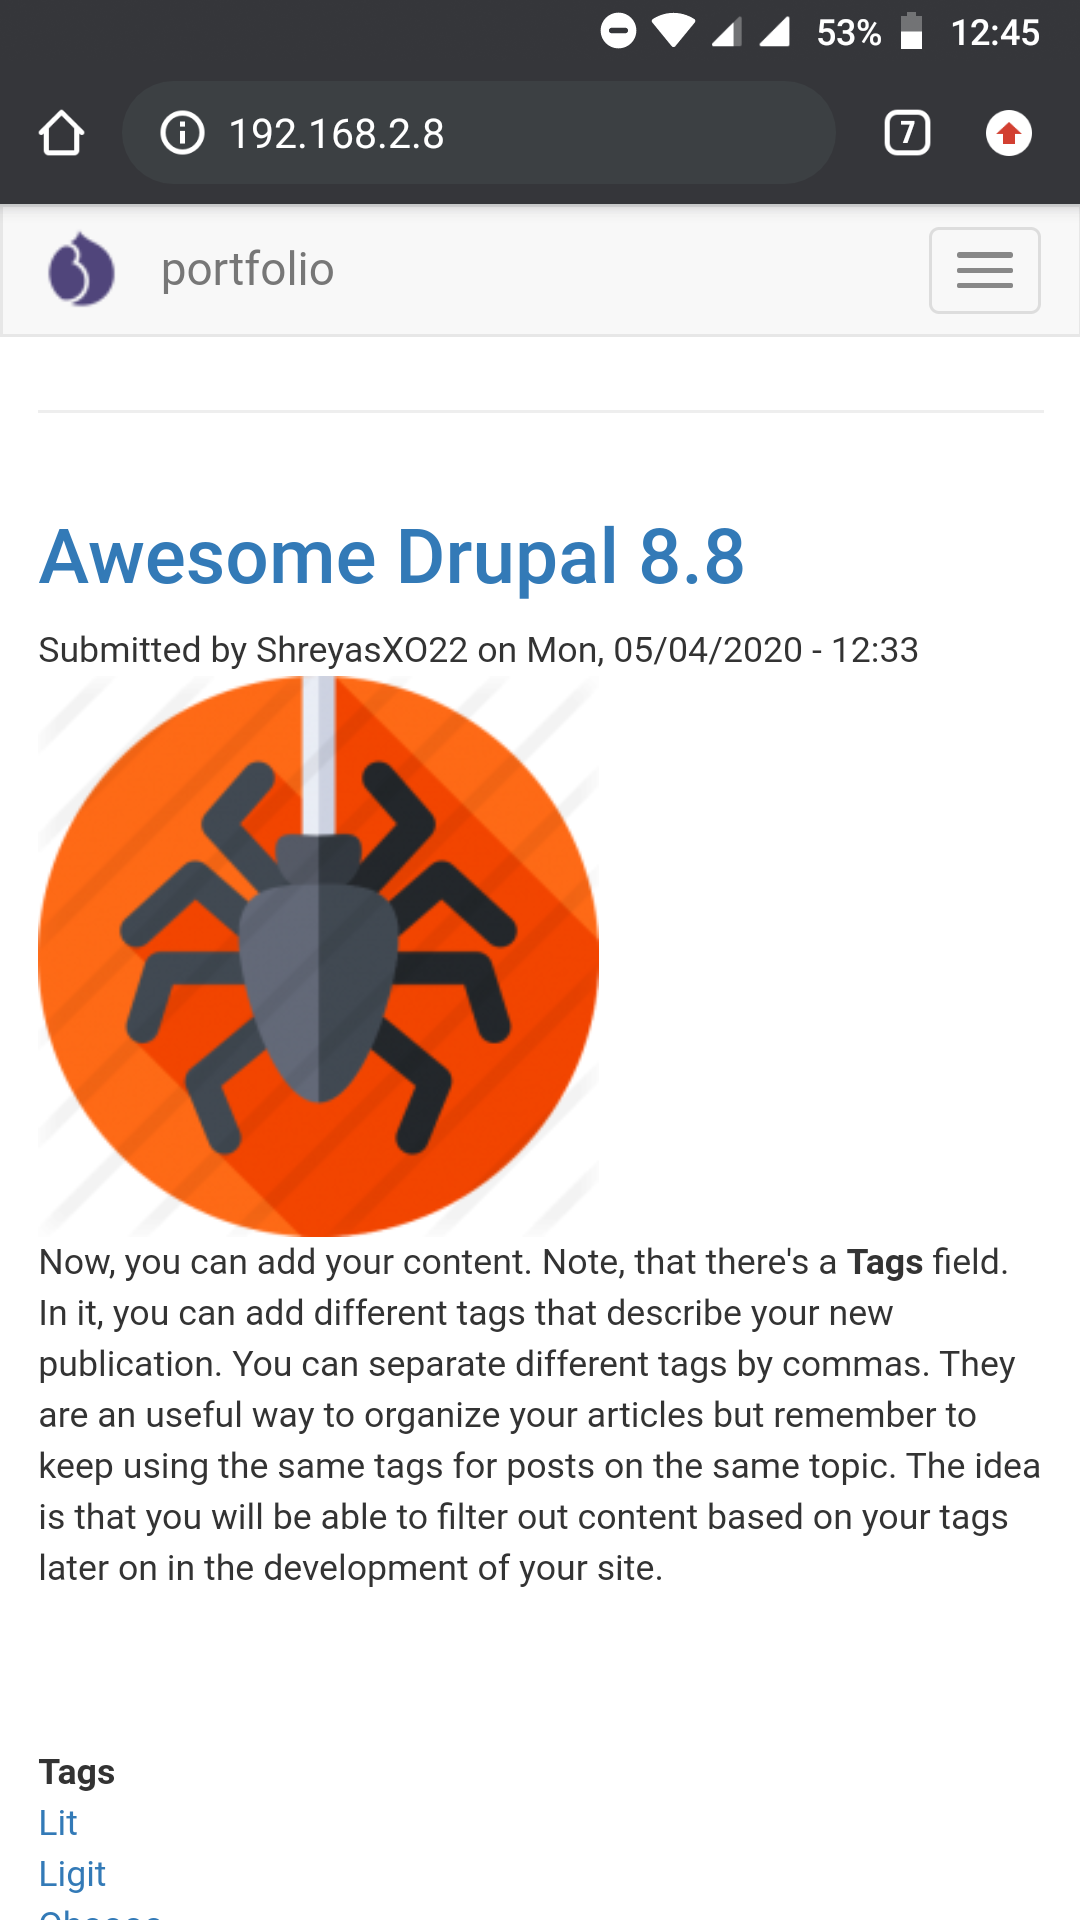 53% 12:45
192.168.2.8 7
portfolio
Awesome Drupal 8.8
Submitted by ShreyasXO22 on Mon, 05/04/2020 - 12:33
Now, you can add your content. Note, that there's a Tags field.
In it, you can add different tags that describe your new
publication. You can separate different tags by commas. They
are an useful way to organize your articles but remember to
keep using the same tags for posts on the same topic. The idea
is that you will be able to filter out content based on your tags
later on in the development of your site.
Tags
Lit
Ligit